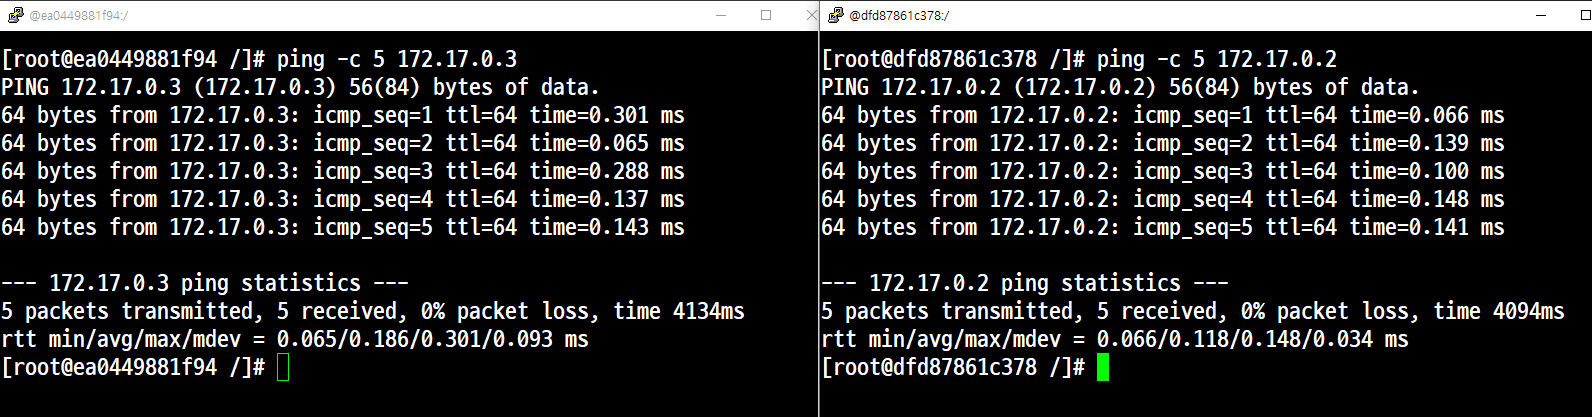 @ea0449881f94:/
[root@ea0449881f94 /]# ping -c 5 172.17.0.3
PING 172.17.0.3 (172.17.0.3) 56(84) bytes of data.
64 bytes from 172.17.0.3: icmp_seq=1 ttl=64 time=0.301 ms
64 bytes from 172.17.0.3: icmp_seq=2 ttl=64 time=0.065 ms
64 bytes from 172.17.0.3: icmp_seq=3 ttl=64 time=0.288 ms
64 bytes from 172.17.0.3: icmp_seq=4 ttl=64 time=0.137 ms
64 bytes from 172.17.0.3: icmp_seq=5 ttl=64 time=0.143 ms
--- 172.17.0.3 ping statistics ---
5 packets transmitted, 5 received, 0% packet loss, time 4134ms
rtt min/avg/max/mdev = 0.065/0.186/0.301/0.093 ms
[root@ea0449881f94 /]#
@dfd87861c378:/
[root@dfd87861c378 /]# ping -c 5 172.17.0.2
PING 172.17.0.2 (172.17.0.2) 56(84) bytes of data.
64 bytes from 172.17.0.2: icmp_seq=1 ttl=64 time=0.066 ms
64 bytes from 172.17.0.2: icmp_seq=2 ttl=64 time=0.139 ms
64 bytes from 172.17.0.2: icmp_seq=3 ttl=64 time=0.100 ms
64 bytes from 172.17.0.2: icmp_seq=4 ttl=64 time=0.148 ms
64 bytes from 172.17.0.2: icmp_seq=5 ttl=64 time=0.141 ms
--- 172.17.0.2 ping statistics ---
5 packets transmitted, 5 received, 0% packet loss, time 4094ms
rtt min/avg/max/mdev = 0.066/0.118/0.148/0.034 ms
[root@dfd87861c378 /]#